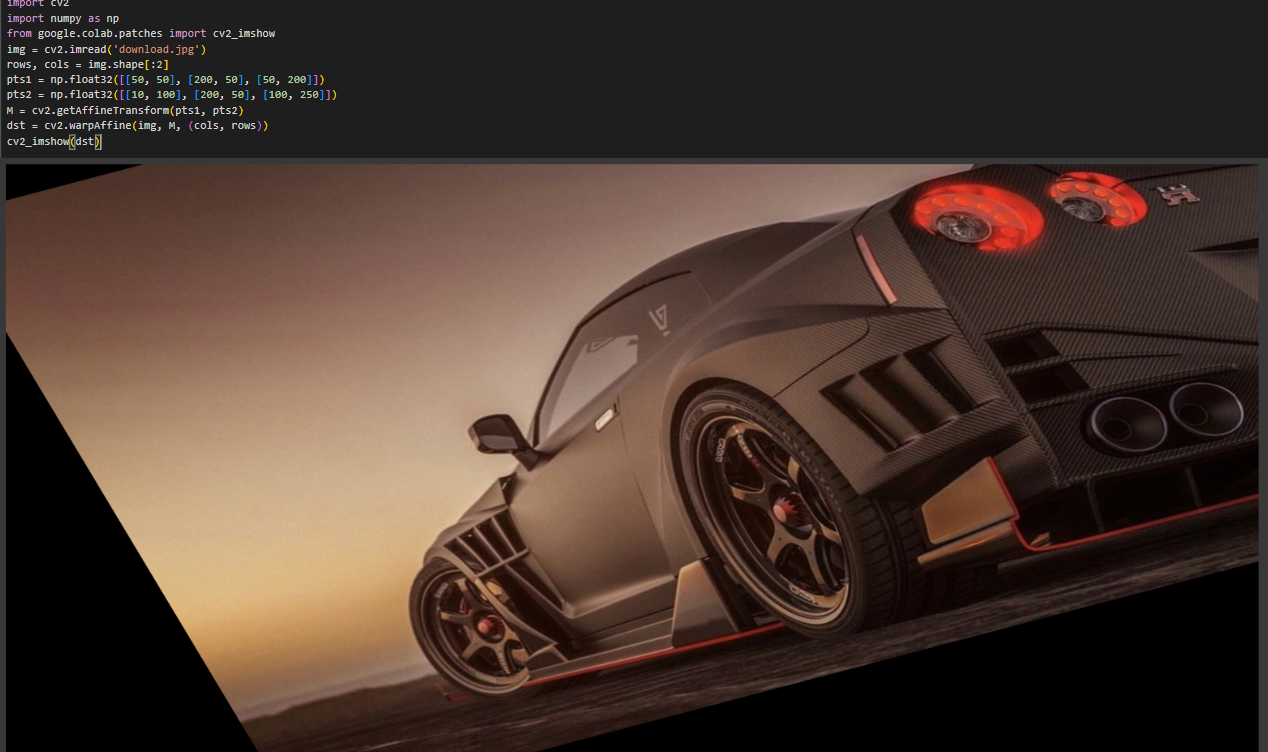 import cv2
import numpy as np
from google.colab.patches import cv2_imshow
img = cv2.imread('download.jpg')
rows, cols = img.shape[:2]
pts1 = np.float32([[50, 50], [200, 50], [50, 200]])
pts2 = np.float32([[10, 100], [200, 50], [100, 250]])
M = cv2.getAffineTransform(pts1, pts2)
dst = cv2.warpAffine(img, M, (cols, rows))
cv2_imshow(dst)